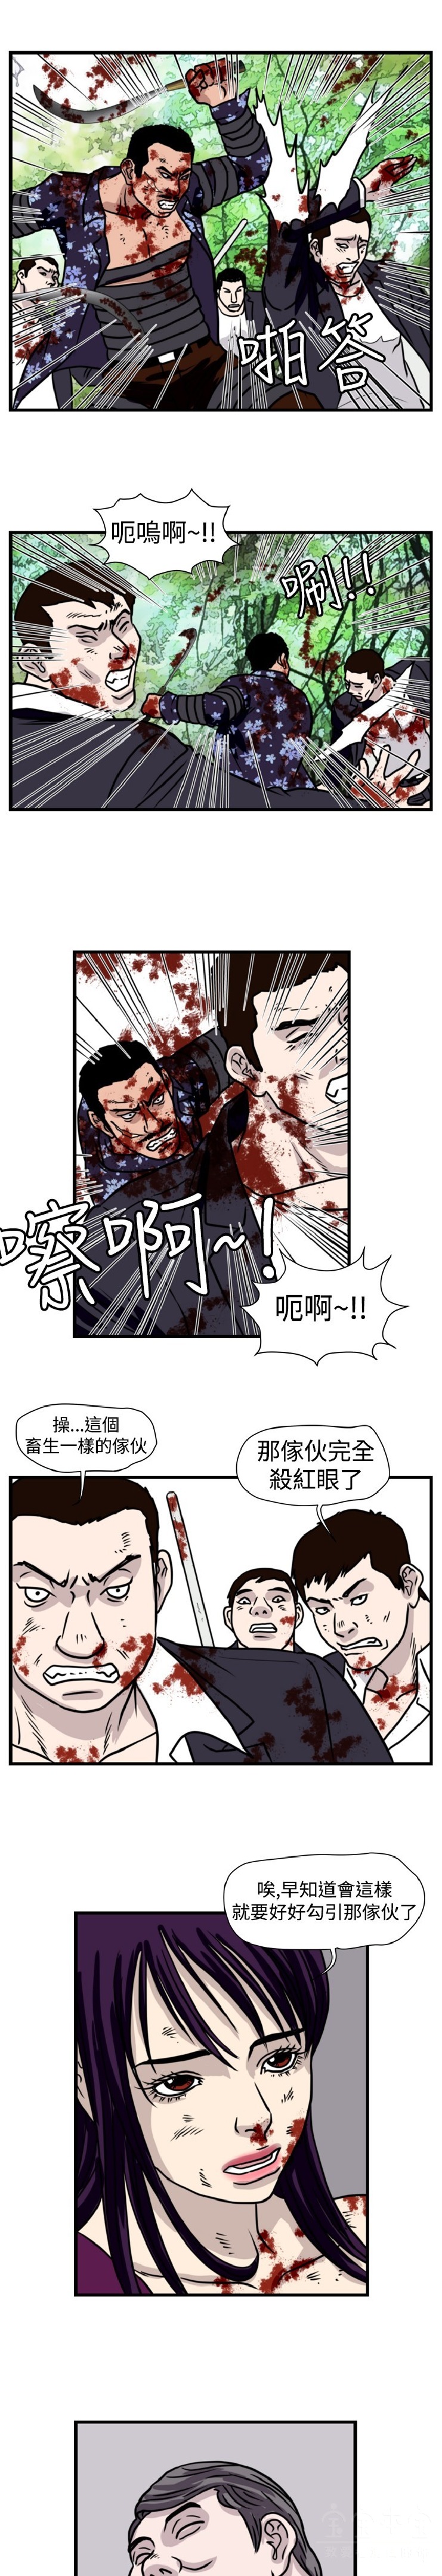 啪答
呃嗚啊~!!
唰!!
嚓啊~!
呃啊~!!
操...這個
畜生一樣的傢伙
那傢伙完全
殺紅眼了
唉,早知道會這樣
就要好好勾引那傢伙了